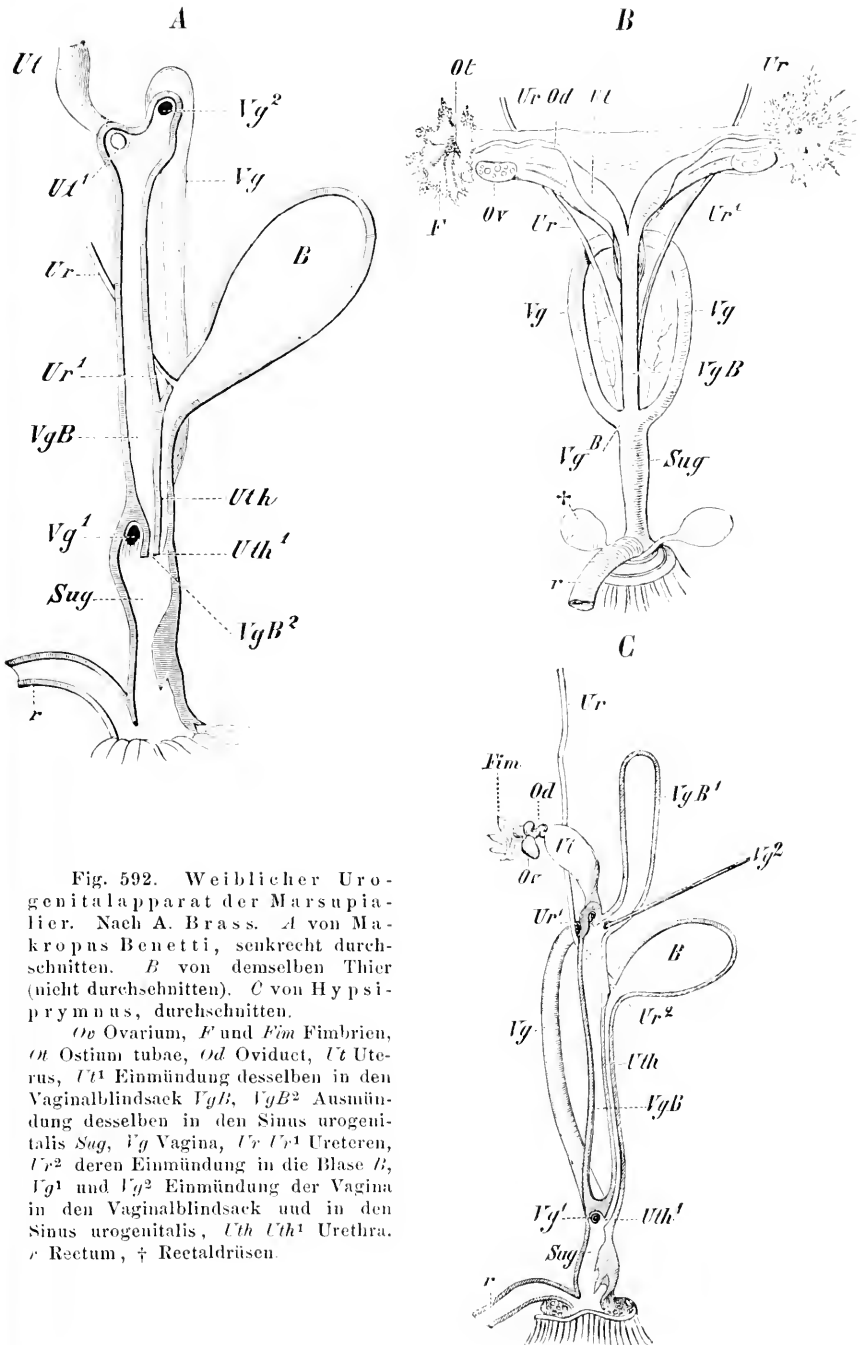 A
Ut
Vg²
Ut¹
Vg
B
Ur
Ur¹
VgB
Uth
Vg¹
Uth¹
Sug
VgB²
r
B
Ot
Ur
Ur Od Ut
F
Ov
Ur
Ur¹
Vg
Vg
VgB
VgB
Sug
✢
r
C
Ur
Fim
Od
VgB¹
Ut
Ov
Vg²
Ur¹
B
Vg
Ur²
Uth
VgB
Vg¹
Uth¹
Sug
r
Fig. 592. Weiblicher Uro-
genitalapparat der Marsupia-
lier. Nach A. Brass. A von Ma-
kropus Benetti, senkrecht durch-
schnitten. B von demselben Thier
(nicht durchschnitten). C von Hypsi-
prymnus, durchschnitten.
Ov Ovarium, F und Fim Fimbrien,
Ot Ostium tubae, Od Oviduct, Ut Ute-
rus, Ut¹ Einmündung desselben in den
Vaginalblindsack VgB, VgB² Ausmün-
dung desselben in den Sinus urogeni-
talis Sug, Vg Vagina, Ur Ur¹ Ureteren,
Ur² deren Einmündung in die Blase B,
Vg¹ und Vg² Einmündung der Vagina
in den Vaginalblindsack und in den
Sinus urogenitalis, Uth Uth¹ Urethra.
r Rectum, † Rectaldrüsen.